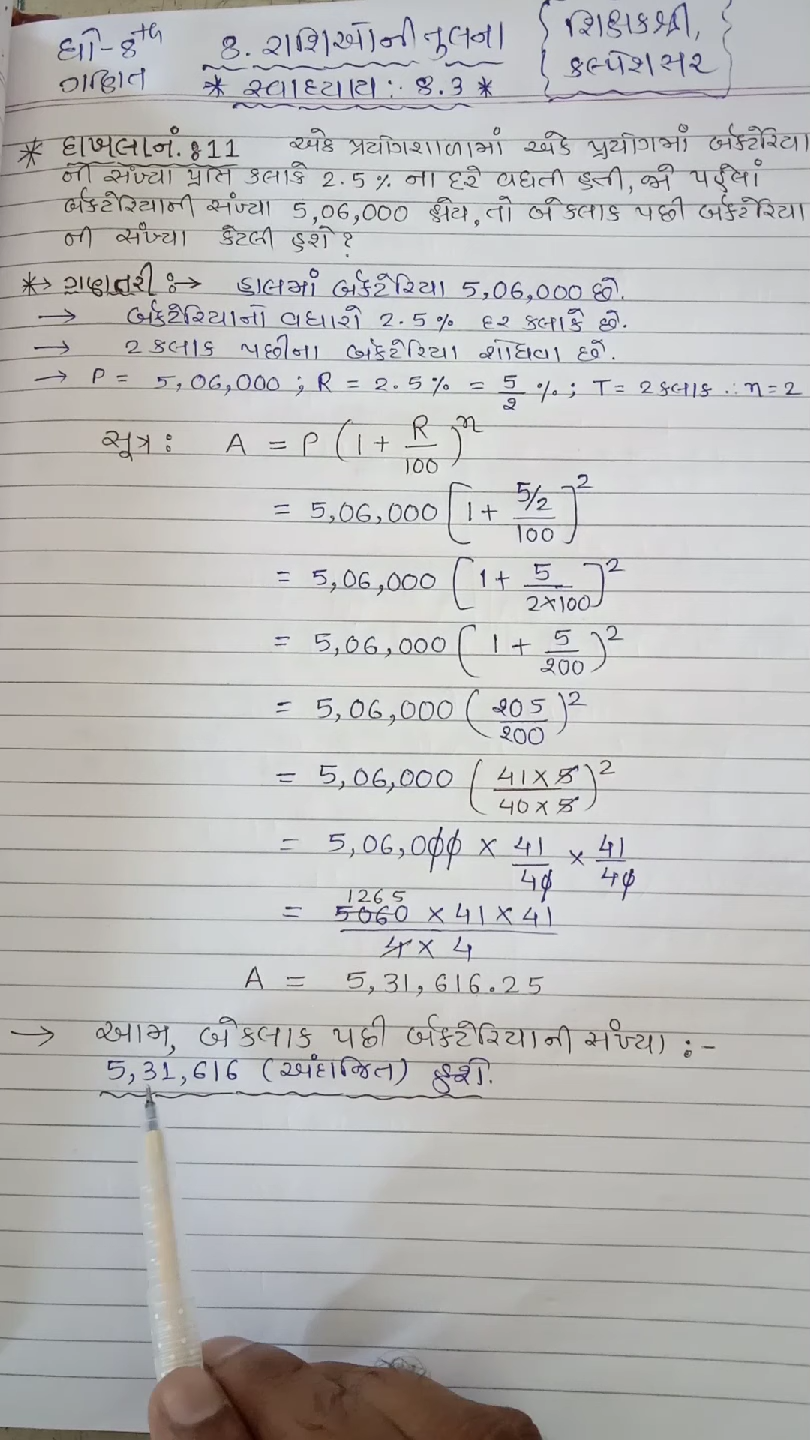 ધો-8th 8. રાશિઓની તુલના શિક્ષકશ્રી,
ગણિત * સ્વાધ્યાય :- 8.3 * કલ્પેશ સર
* દાખલા નં. : 11 એક પ્રયોગશાળામાં એક પ્રયોગમાં બૅક્ટેરિયા
ની સંખ્યા પ્રતિ કલાકે 2.5% ના દરે વધતી હતી, જો પહેલાં
બૅક્ટેરિયાની સંખ્યા 5,06,000 હોય, તો બે કલાક પછી બૅક્ટેરિયા
ની સંખ્યા કેટલી હશે ?
*→ ગણતરી :→ હાલમાં બૅક્ટેરિયા 5,06,000 છે.
→ બૅક્ટેરિયાનો વધારો 2.5% દર કલાકે છે.
→ 2 કલાક પછીના બૅક્ટેરિયા શોધવા છે.
→ P = 5,06,000 ; R = 2.5% = 5/2 % ; T = 2 કલાક ∴ n = 2
સૂત્ર : A = P (1 + R/100)^n
= 5,06,000 [1 + (5/2)/100]^2
= 5,06,000 (1 + 5/(2×100))^2
= 5,06,000 (1 + 5/200)^2
= 5,06,000 (205/200)^2
= 5,06,000 ((41 × 5)/(40 × 5))^2
= 5,06,000 × 41/40 × 41/40
1265
= (5060 × 41 × 41)/(4 × 4)
A = 5,31,616.25
→ આમ, બે કલાક પછી બૅક્ટેરિયાની સંખ્યા :-
5,31,616 (અંદાજિત) હશે.